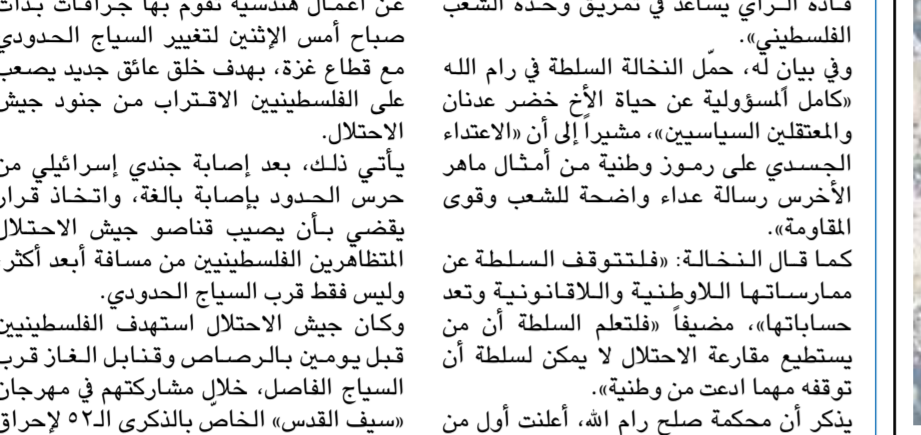 قادة الـرأي يساعد في تمزيق وحدة الشعب
الفلسطيني».
وفي بيانٍ له، حمّل النخالة السلطة في رام الله
«كامل المسؤولية عن حياة الأخ خضر عدنان
والمعتقلين السياسيين»، مشيراً إلى أن «الاعتداء
الجسدي على رموز وطنية من أمثال ماهر
الأخرس رسالة عداء واضحة للشعب وقوى
المقاومة».
كما قال النخالة: «فلتتوقف السلطة عن
ممارساتها اللاوطنية واللاقانونية وتعد
حساباتها»، مضيفاً «فلتعلم السلطة أن من
يستطيع مقارعة الاحتلال لا يمكن لسلطة أن
توقفه مهما ادعت من وطنية».
يذكر أن محكمة صلح رام الله، أعلنت أول من
عن أعمال هندسية تقوم بها جرافات بدأت
صباح أمس الإثنين لتغيير السياج الحدودي
مع قطاع غزة، بهدف خلق عائق جديد يصعب
على الفلسطينيين الاقتراب من جنود جيش
الاحتلال.
يأتي ذلك، بعد إصابة جندي إسرائيلي من
حرس الحدود بإصابة بالغة، واتخاذ قرار
يقضي بأن يصيب قناصو جيش الاحتلال
المتظاهرين الفلسطينيين من مسافة أبعد أكثر
وليس فقط قرب السياج الحدودي.
وكان جيش الاحتلال استهدف الفلسطينيين
قبل يومين بالرصاص وقنابل الغاز قرب
السياج الفاصل، خلال مشاركتهم في مهرجان
«سيف القدس» الخاصّ بالذكرى الـ٥٢ لإحراق